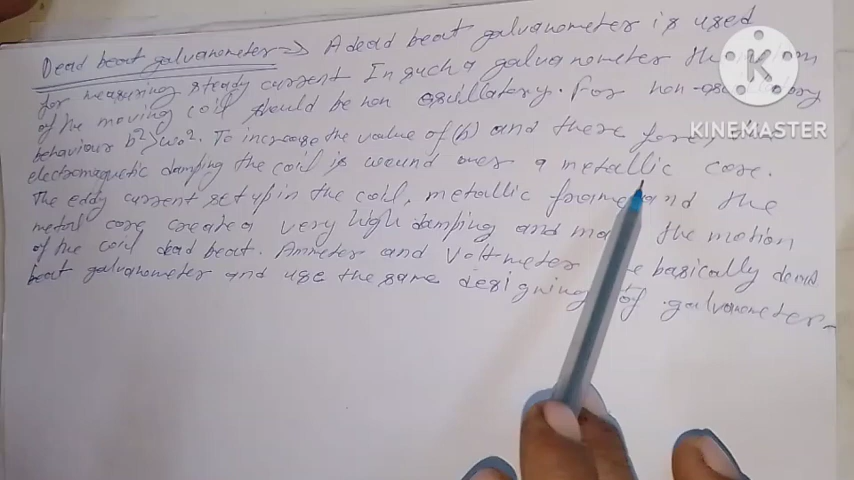 Dead beat galvanometer => A dead beat galvanometer is used
for measuring steady current In such a galvanometer the
of the moving coil should be non oscillatory. For non-oscillatory
behaviour b²>ω₀². To increase the value of (b) and there fore,
electromagnetic damping the coil is wound over a metallic core.
The eddy current set up in the coil, metallic frame and the
metal core create a very high damping and the motion
of the coil dead beat. Ammeter and Voltmeter basically dead
beat galvanometer and use the same designing of galvanometer.
K
KINEMASTER